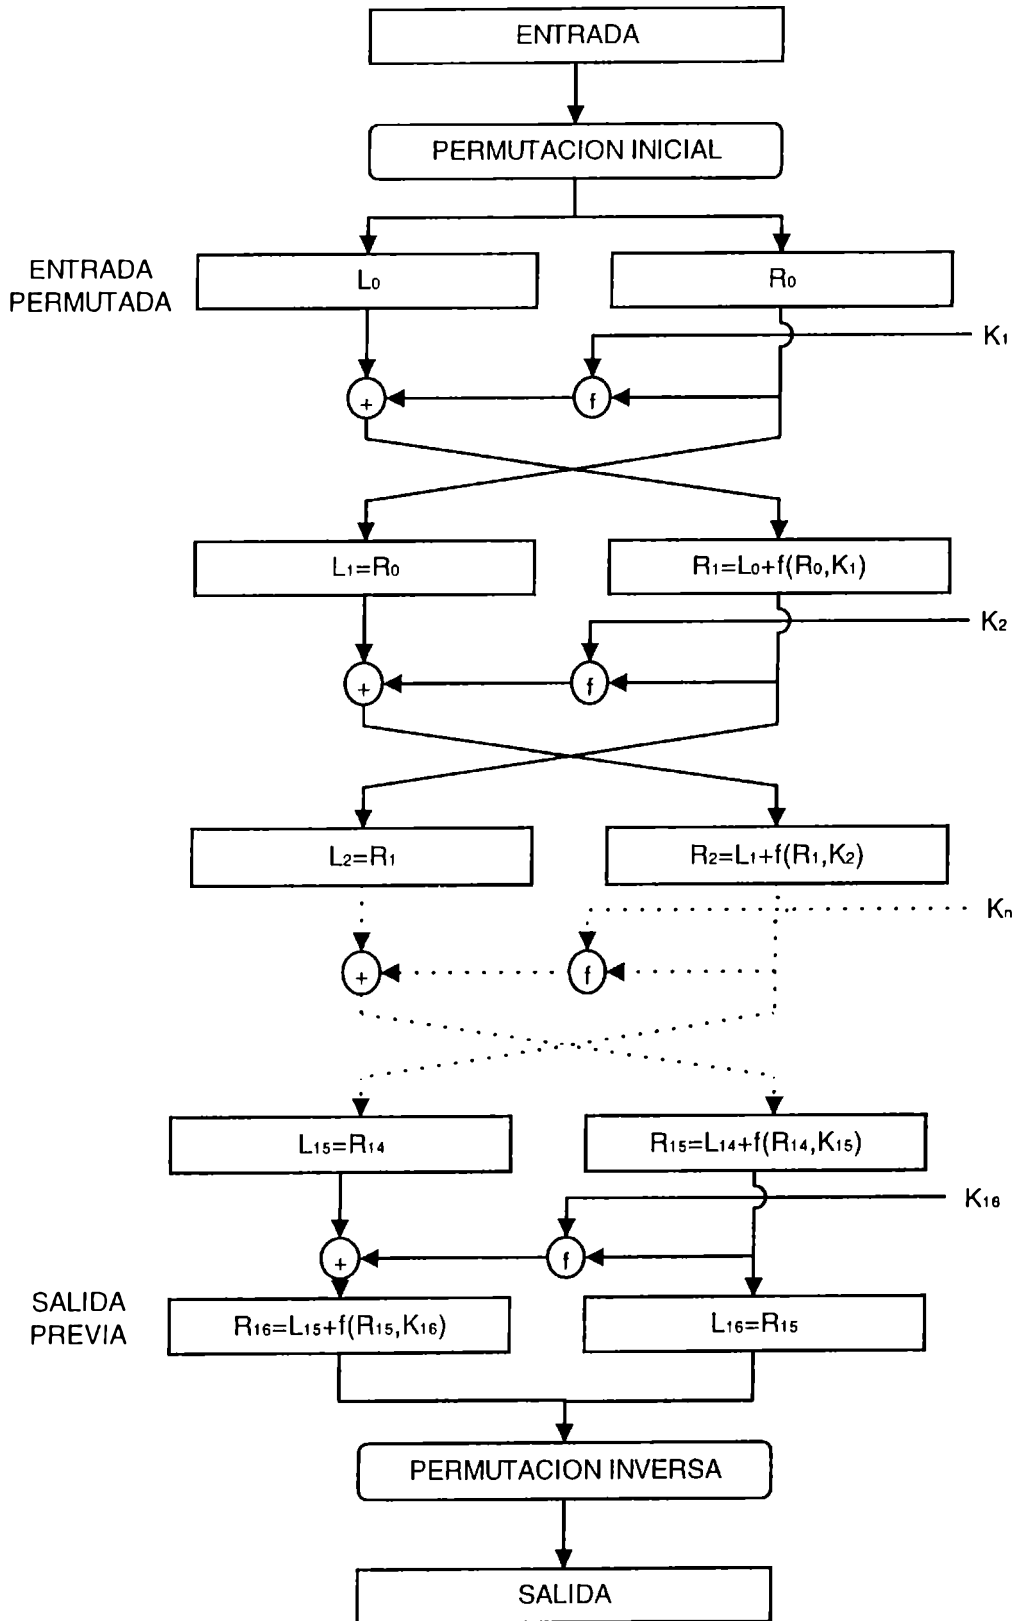 ENTRADA
PERMUTACION INICIAL
ENTRADA
PERMUTADA
L₀
R₀
K₁
+
f
L₁=R₀
R₁=L₀+f(R₀,K₁)
K₂
+
f
L₂=R₁
R₂=L₁+f(R₁,K₂)
Kₙ
+
f
L₁₅=R₁₄
R₁₅=L₁₄+f(R₁₄,K₁₅)
K₁₆
+
f
SALIDA
PREVIA
R₁₆=L₁₅+f(R₁₅,K₁₆)
L₁₆=R₁₅
PERMUTACION INVERSA
SALIDA